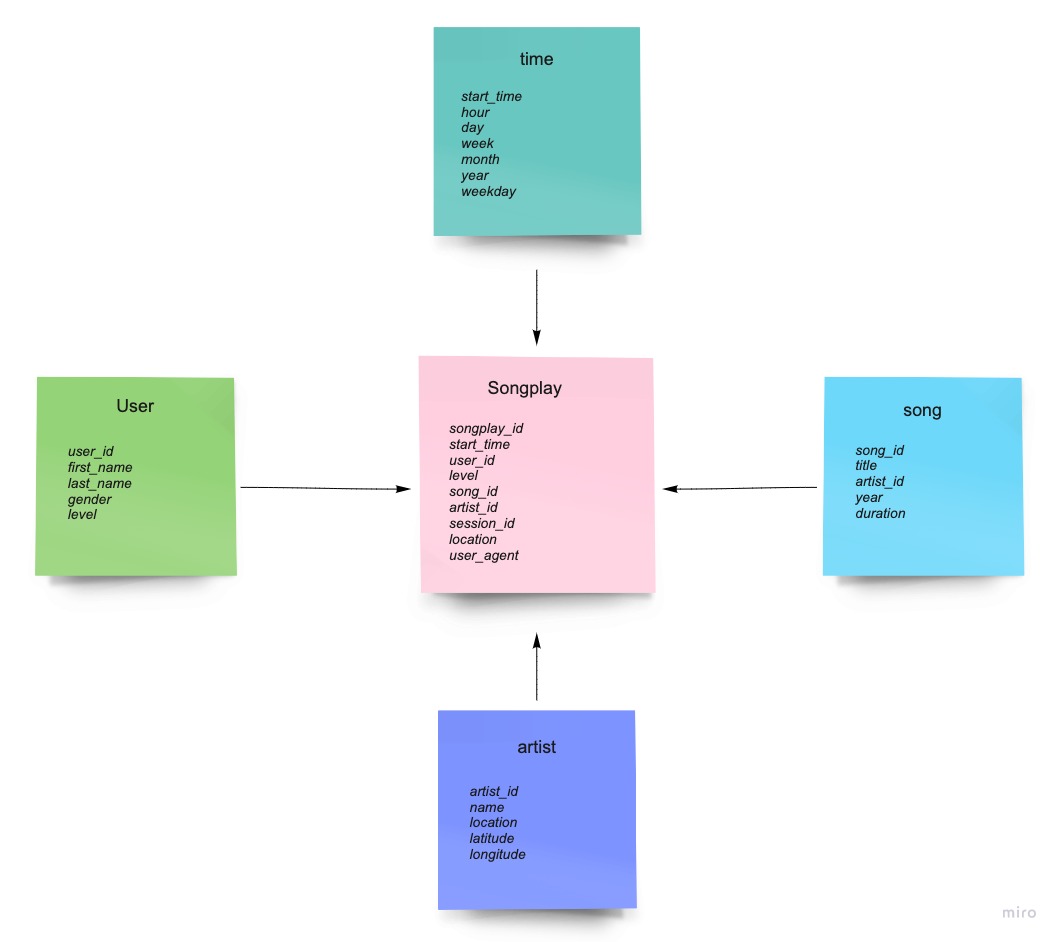 time
start_time
hour
day
week
month
year
weekday
User
user_id
first_name
last_name
gender
level
Songplay
songplay_id
start_time
user_id
level
song_id
artist_id
session_id
location
user_agent
song
song_id
title
artist_id
year
duration
artist
artist_id
name
location
latitude
longitude
miro